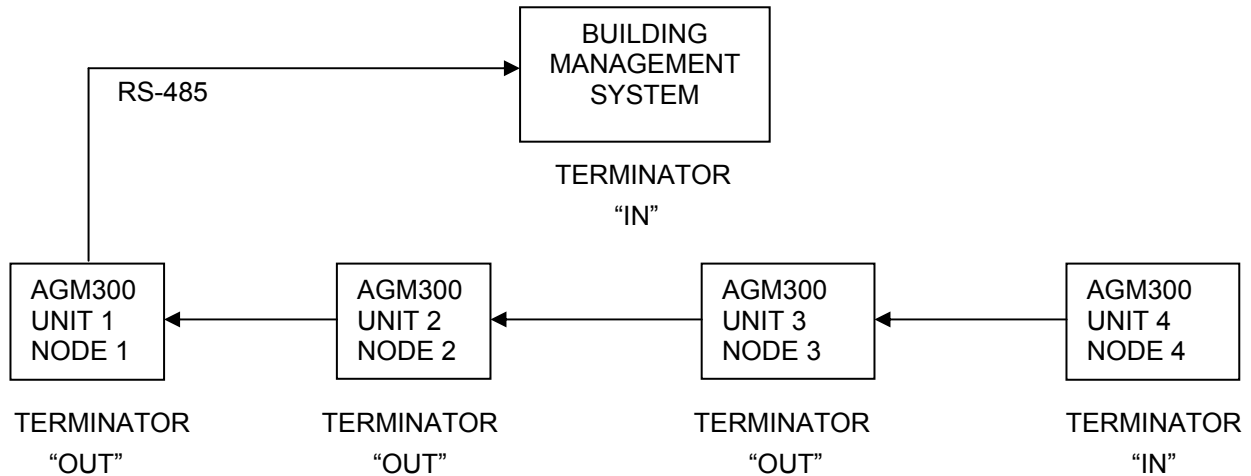 BUILDING
MANAGEMENT
SYSTEM
RS-485
TERMINATOR
“IN”
AGM300
UNIT 1
NODE 1
AGM300
UNIT 2
NODE 2
AGM300
UNIT 3
NODE 3
AGM300
UNIT 4
NODE 4
TERMINATOR
“OUT”
TERMINATOR
“OUT”
TERMINATOR
“OUT”
TERMINATOR
“IN”